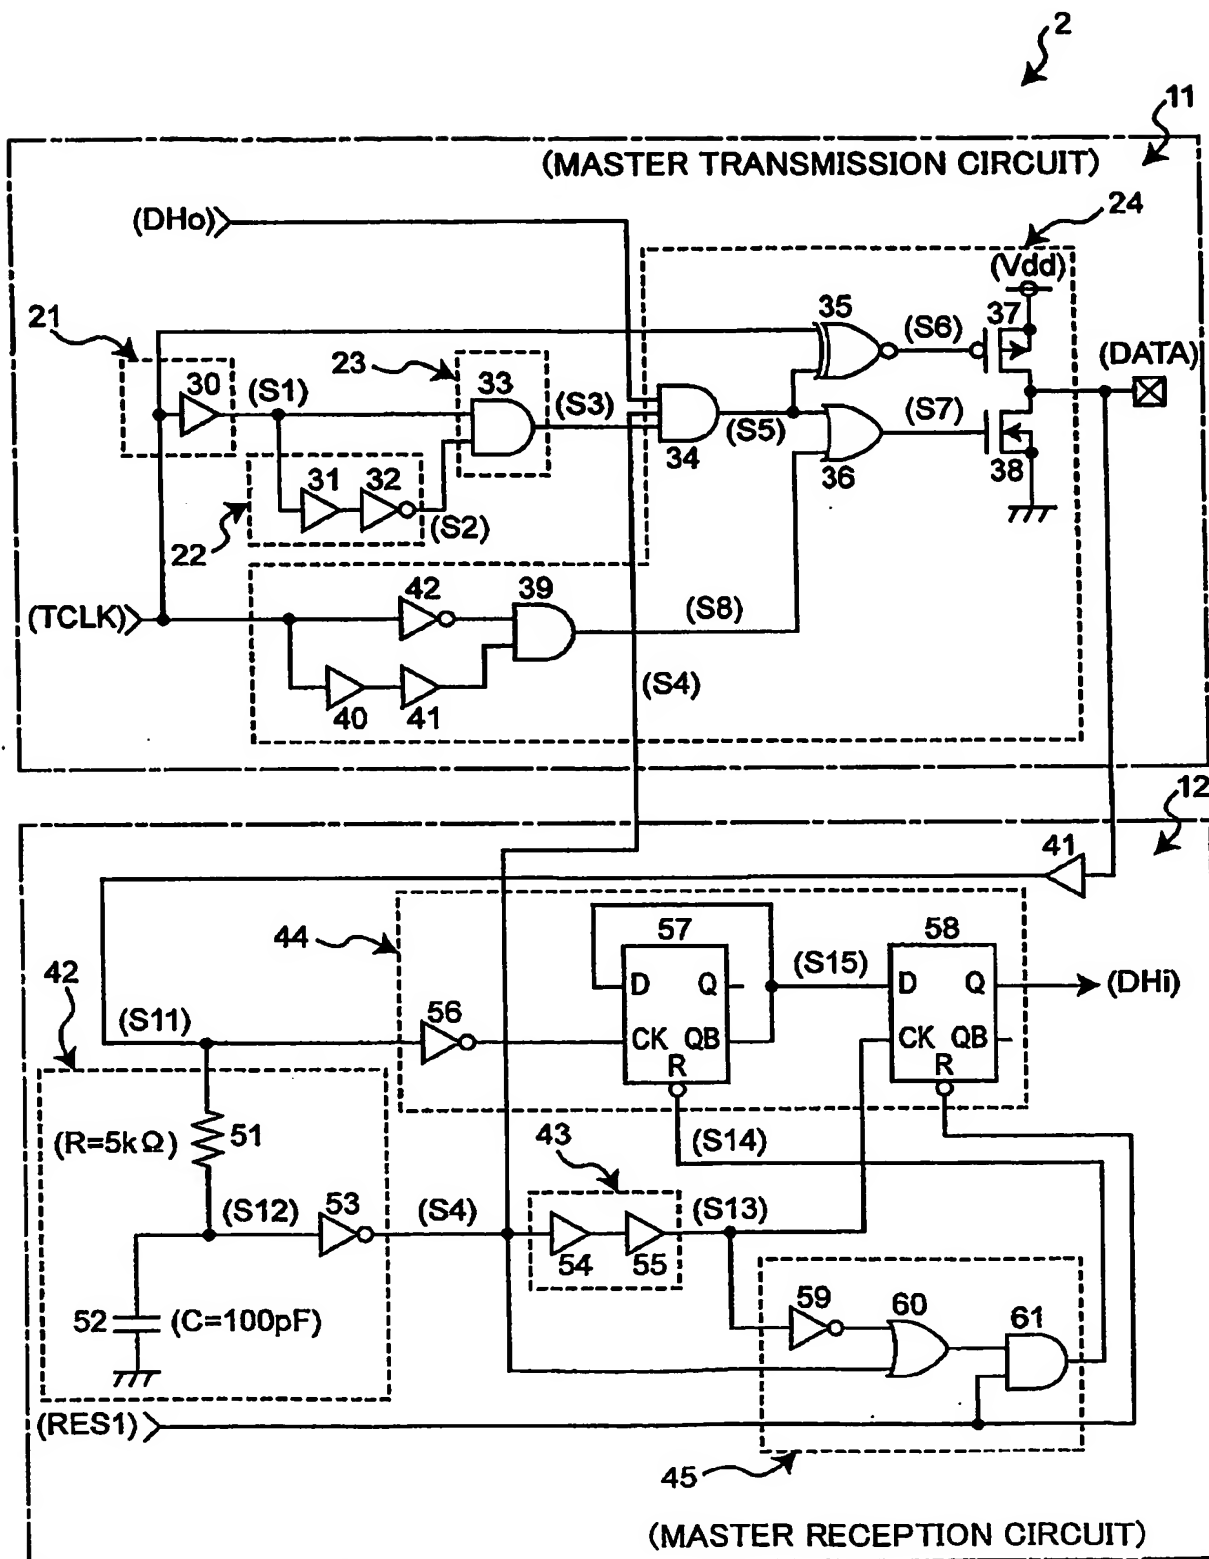 2
11
(MASTER TRANSMISSION CIRCUIT)
(DHo)
24
(Vdd)
21
35
(S6)
37
(DATA)
30
(S1)
23
33
(S3)
(S5)
(S7)
34
36
38
31
32
(S2)
22
42
39
(TCLK)
(S8)
40
41
(S4)
12
41
44
57
58
(S15)
D
Q
D
Q
(DHi)
42
(S11)
56
CK
QB
CK
QB
R
R
(R=5kΩ)
51
43
(S14)
(S12)
53
(S4)
(S13)
54
55
52
(C=100pF)
59
60
61
(RES1)
45
(MASTER RECEPTION CIRCUIT)